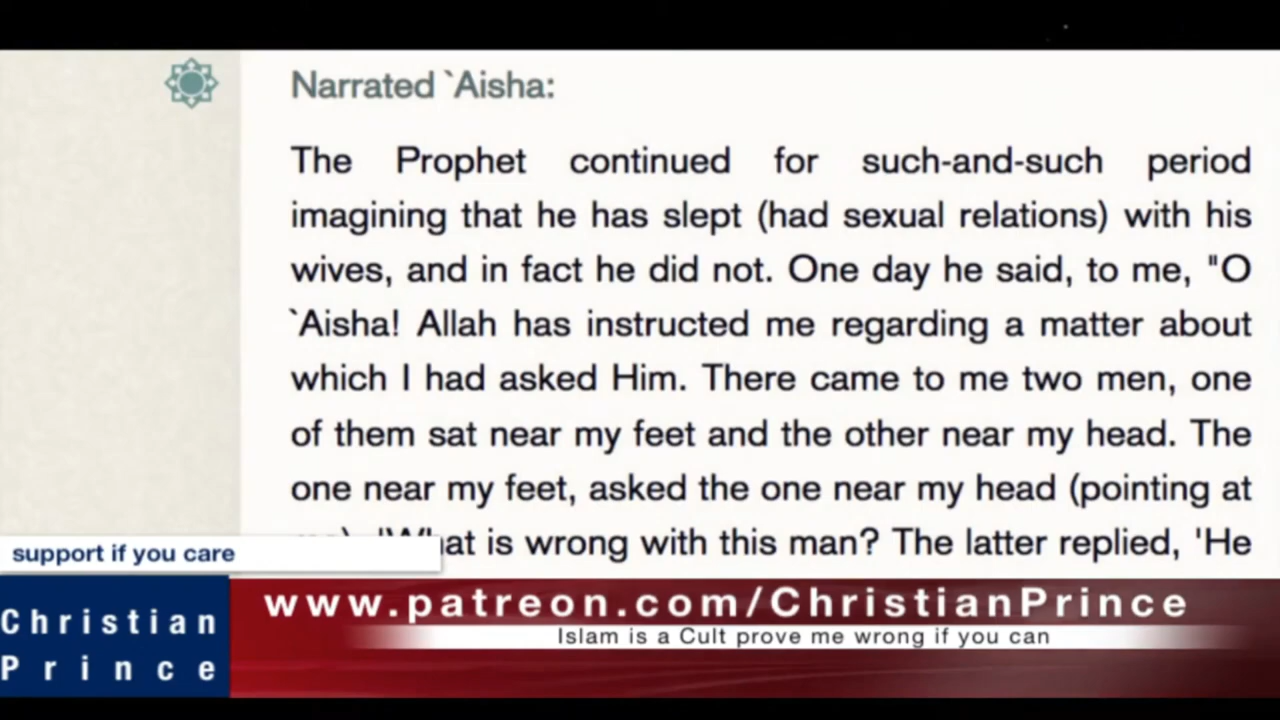 Narrated `Aisha:
The Prophet continued for such-and-such period
imagining that he has slept (had sexual relations) with his
wives, and in fact he did not. One day he said, to me, "O
`Aisha! Allah has instructed me regarding a matter about
which I had asked Him. There came to me two men, one
of them sat near my feet and the other near my head. The
one near my feet, asked the one near my head (pointing at
is wrong with this man? The latter replied, 'He
support if you care
Christian
Prince
www.patreon.com/ChristianPrince
Islam is a Cult prove me wrong if you can